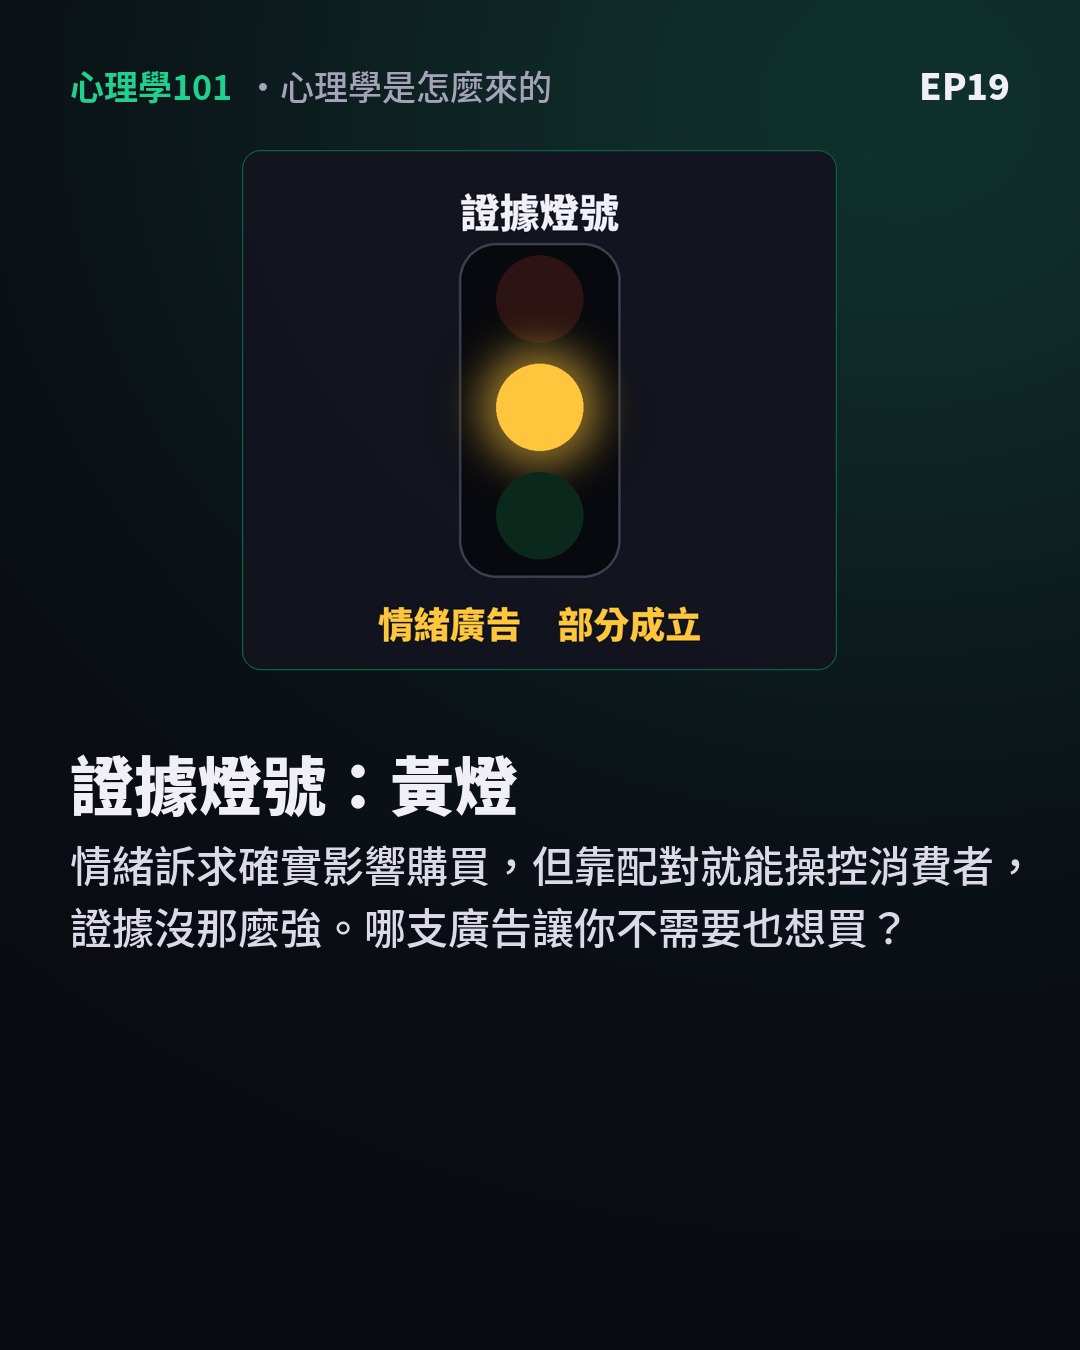 心理學101 ・心理學是怎麼來的 EP19
證據燈號
情緒廣告　部分成立
證據燈號：黃燈
情緒訴求確實影響購買，但靠配對就能操控消費者，
證據沒那麼強。哪支廣告讓你不需要也想買？